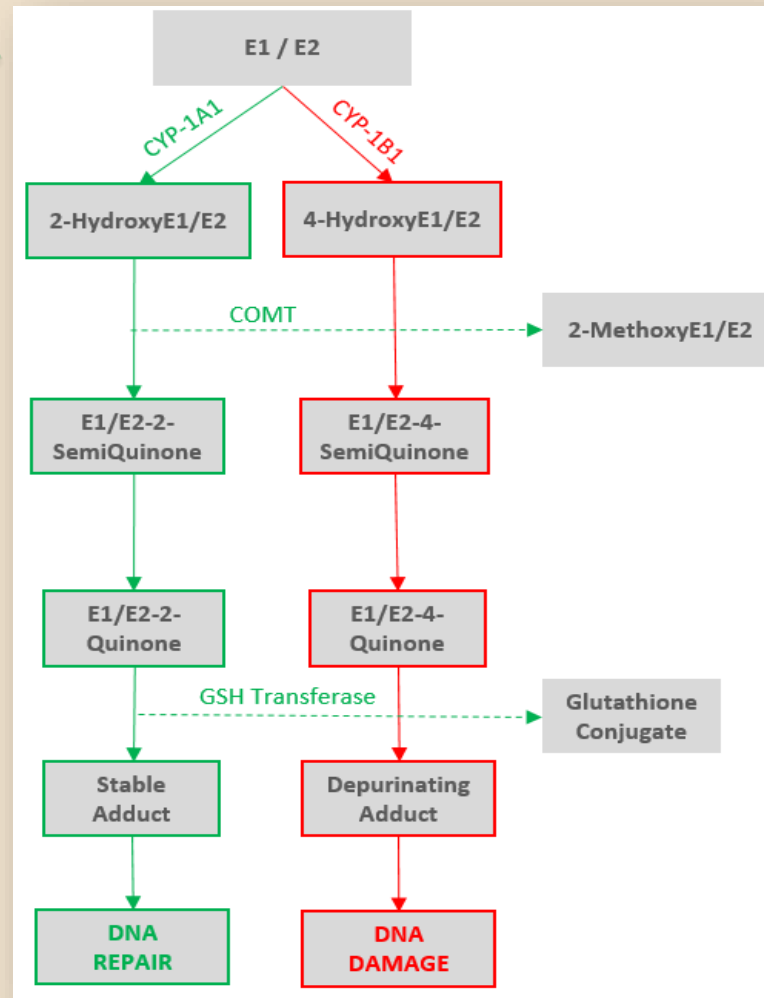 E1 / E2
CYP-1A1
CYP-1B1
2-HydroxyE1/E2
4-HydroxyE1/E2
COMT
2-MethoxyE1/E2
E1/E2-2-
SemiQuinone
E1/E2-4-
SemiQuinone
E1/E2-2-
Quinone
E1/E2-4-
Quinone
GSH Transferase
Glutathione
Conjugate
Stable
Adduct
Depurinating
Adduct
DNA
REPAIR
DNA
DAMAGE